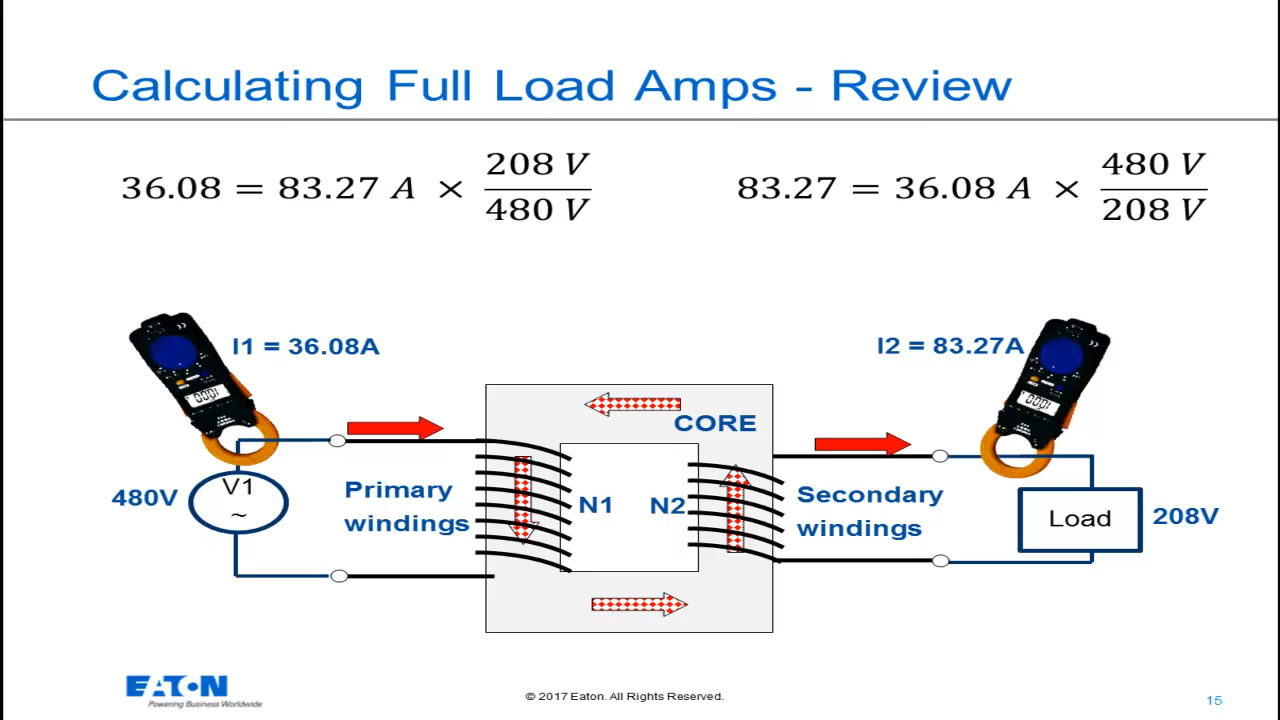 Calculating Full Load Amps - Review
36.08 = 83.27 A × 208 V / 480 V
83.27 = 36.08 A × 480 V / 208 V
I1 = 36.08A
I2 = 83.27A
CORE
480V
V1
~
Primary
windings
N1
N2
Secondary
windings
Load
208V
EATON
Powering Business Worldwide
© 2017 Eaton. All Rights Reserved.
15